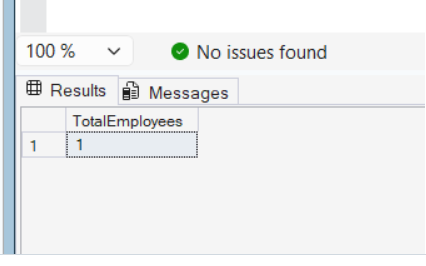 100 %
No issues found
Results
Messages
TotalEmployees
1
1